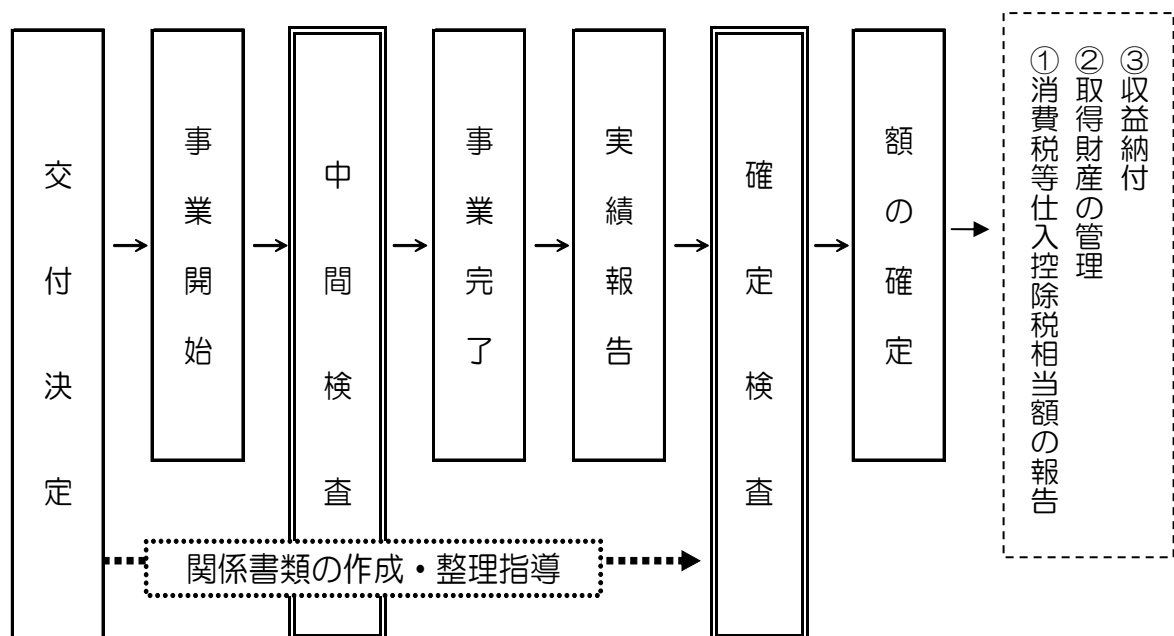 交付決定
事業開始
中間検査
事業完了
実績報告
確定検査
額の確定
③収益納付
②取得財産の管理
①消費税等仕入控除税相当額の報告
関係書類の作成・整理指導